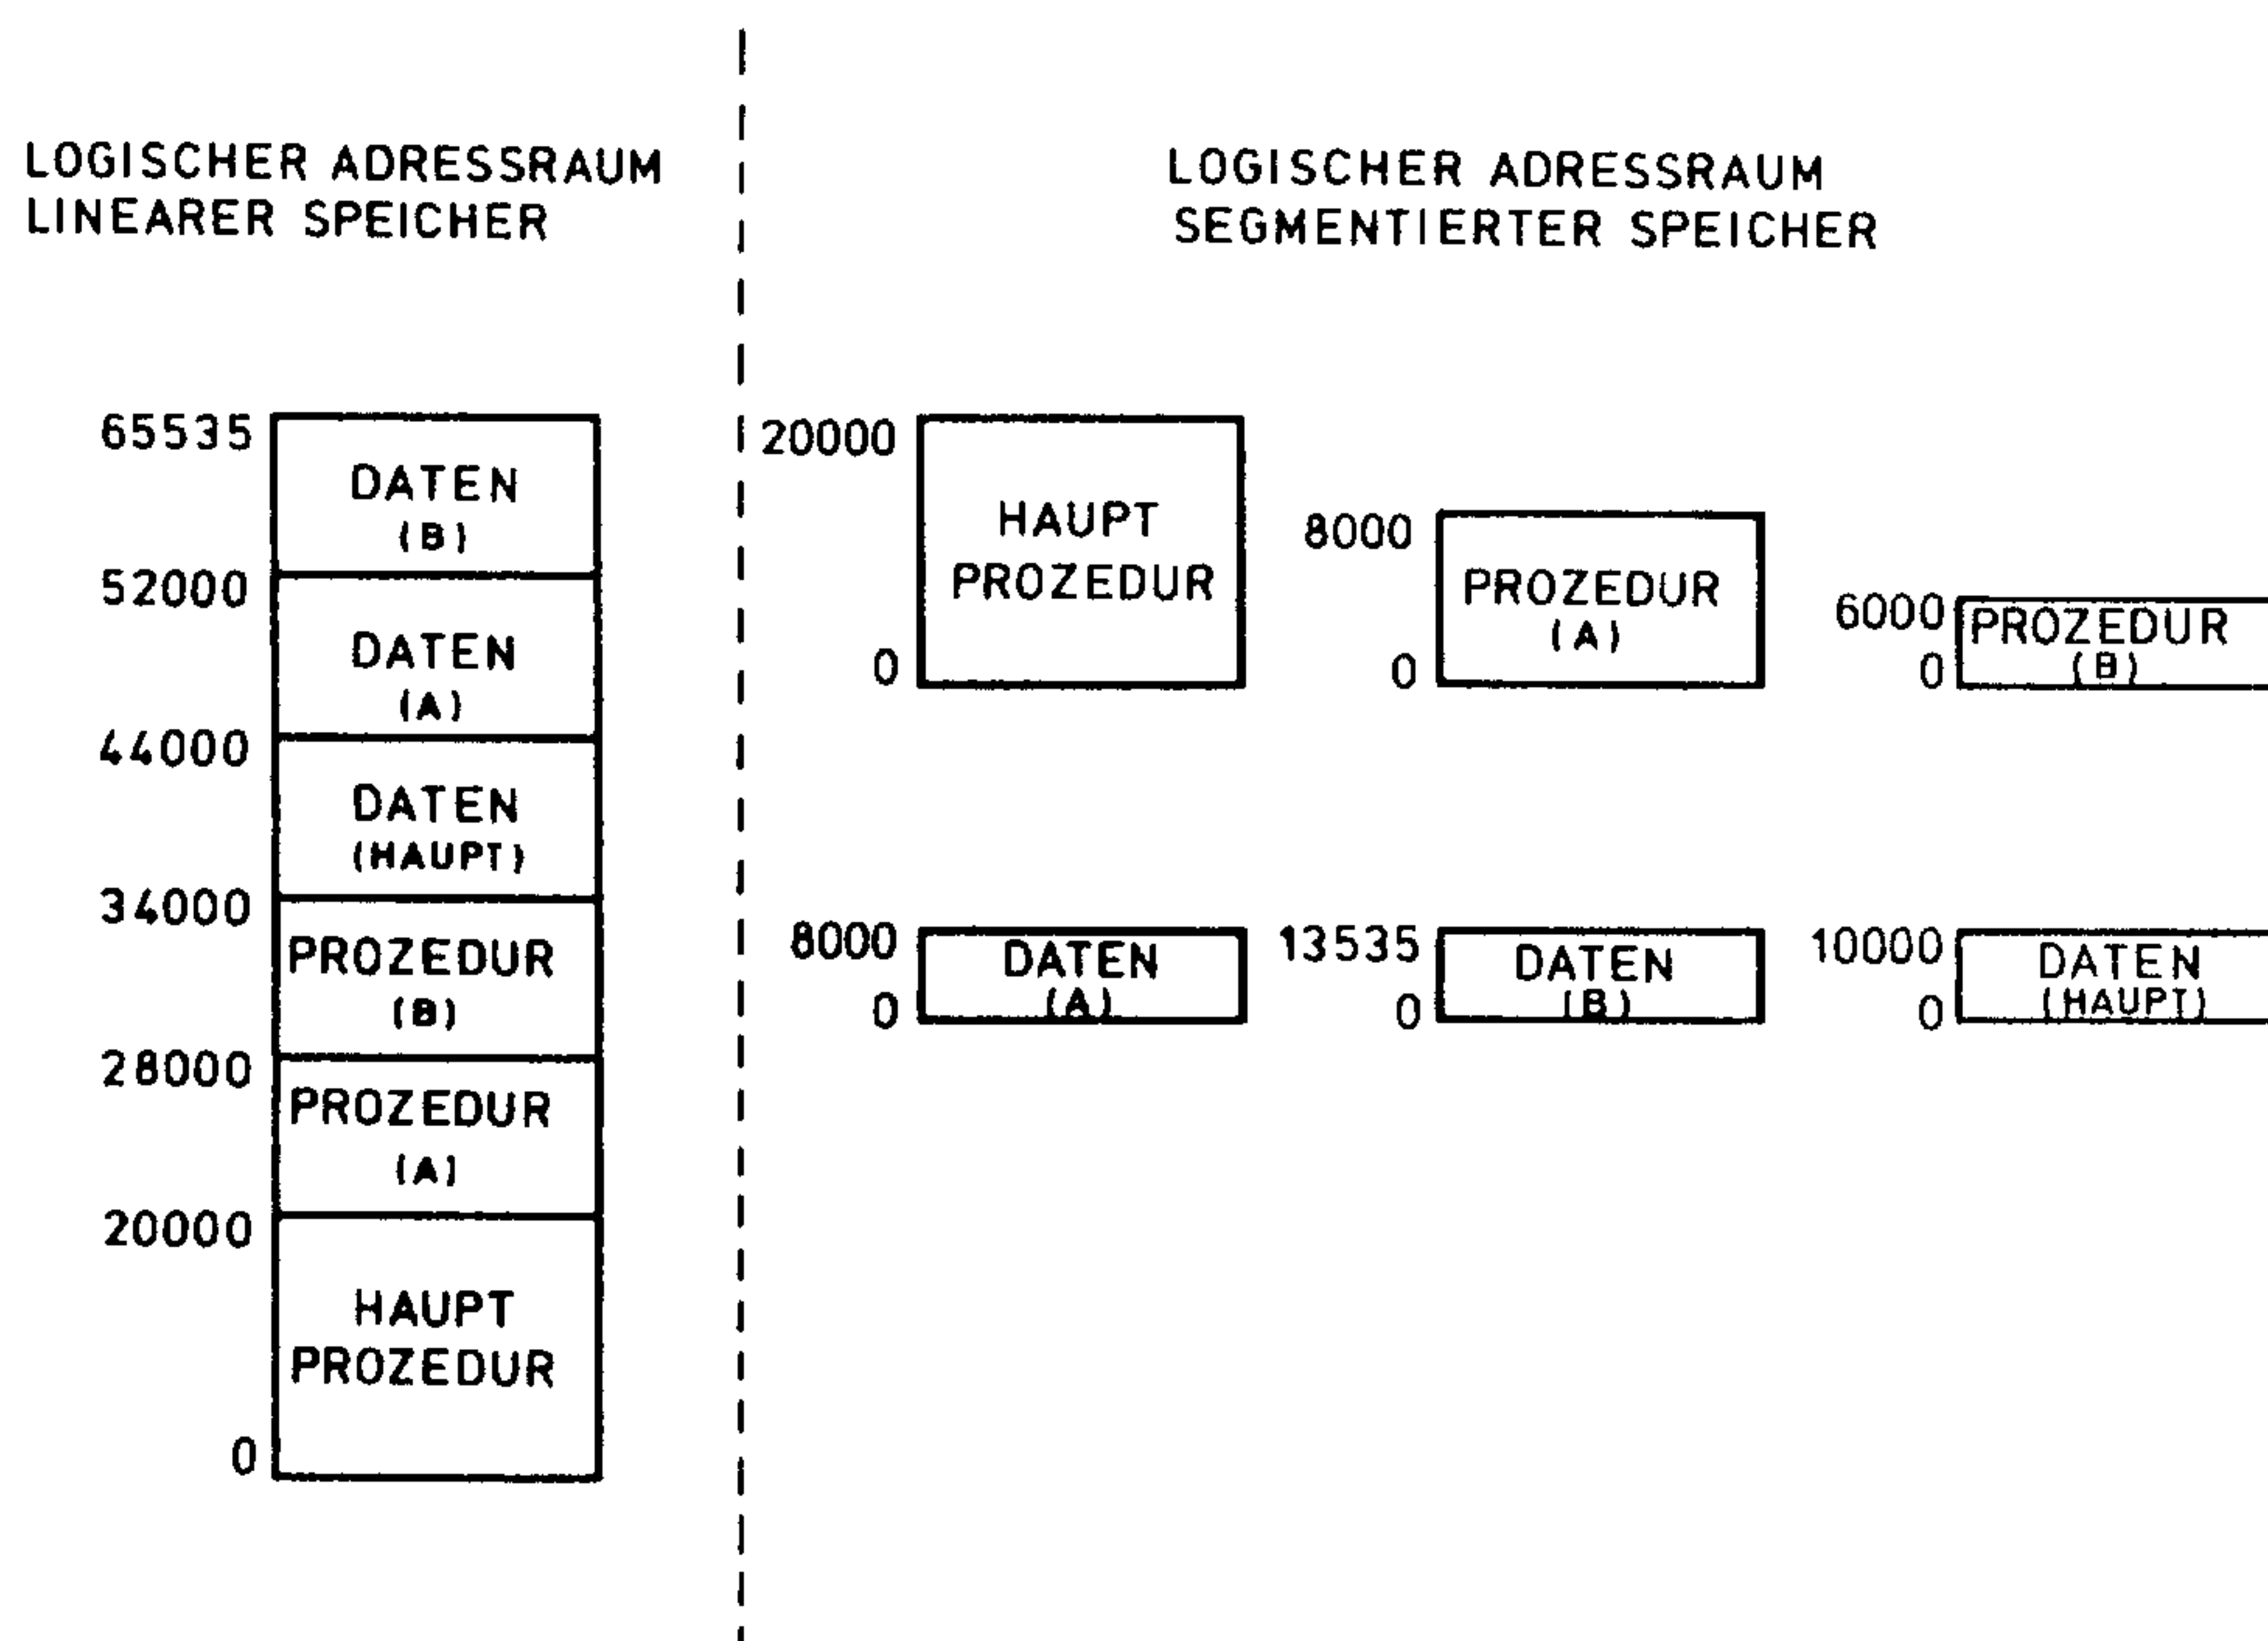 LOGISCHER ADRESSRAUM
LINEARER SPEICHER
65535
DATEN
(B)
52000
DATEN
(A)
44000
DATEN
(HAUPT)
34000
PROZEDUR
(B)
28000
PROZEDUR
(A)
20000
HAUPT
PROZEDUR
0
LOGISCHER ADRESSRAUM
SEGMENTIERTER SPEICHER
20000
HAUPT
PROZEDUR
0
8000
PROZEDUR
(A)
0
6000
PROZEDUR
(B)
0
8000
DATEN
(A)
0
13535
DATEN
(B)
0
10000
DATEN
(HAUPT)
0